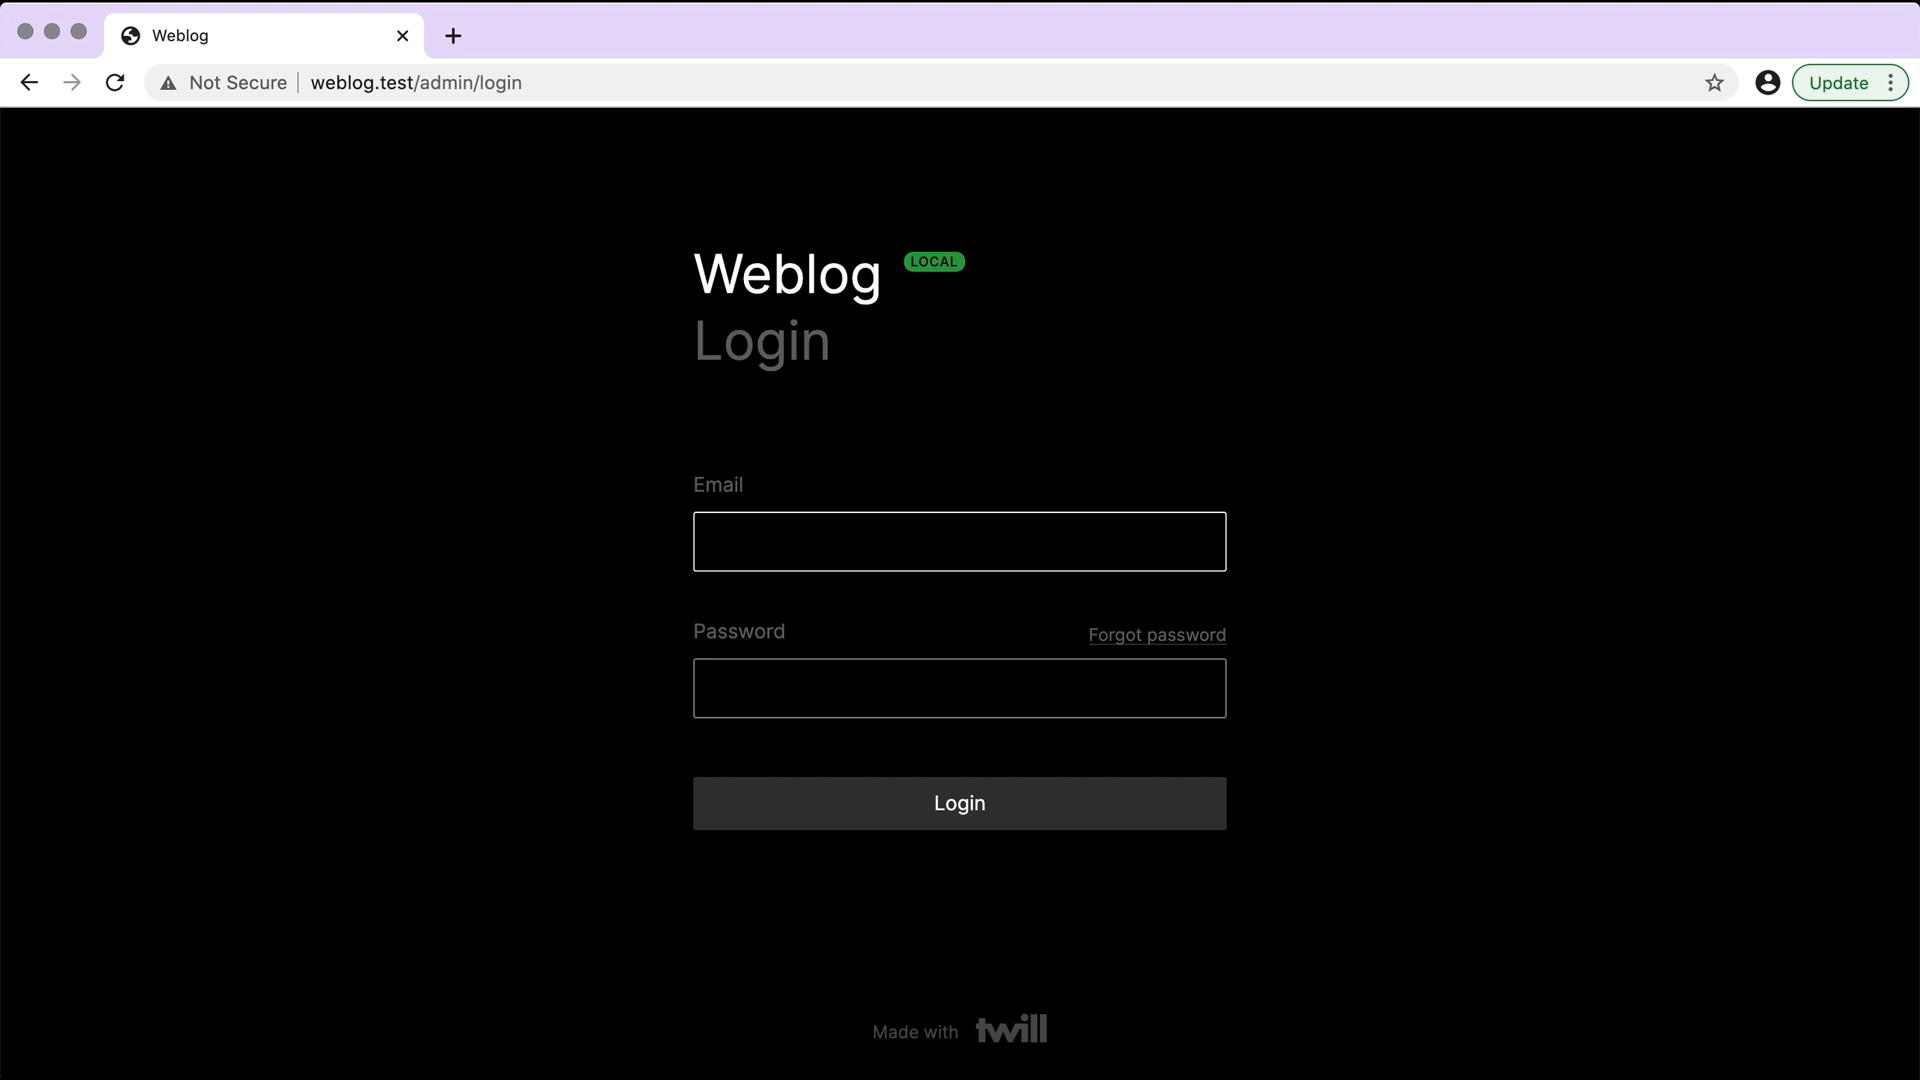 Weblog
Not Secure weblog.test/admin/login
Update
Weblog LOCAL
Login
Email
Password Forgot password
Login
Made with twill